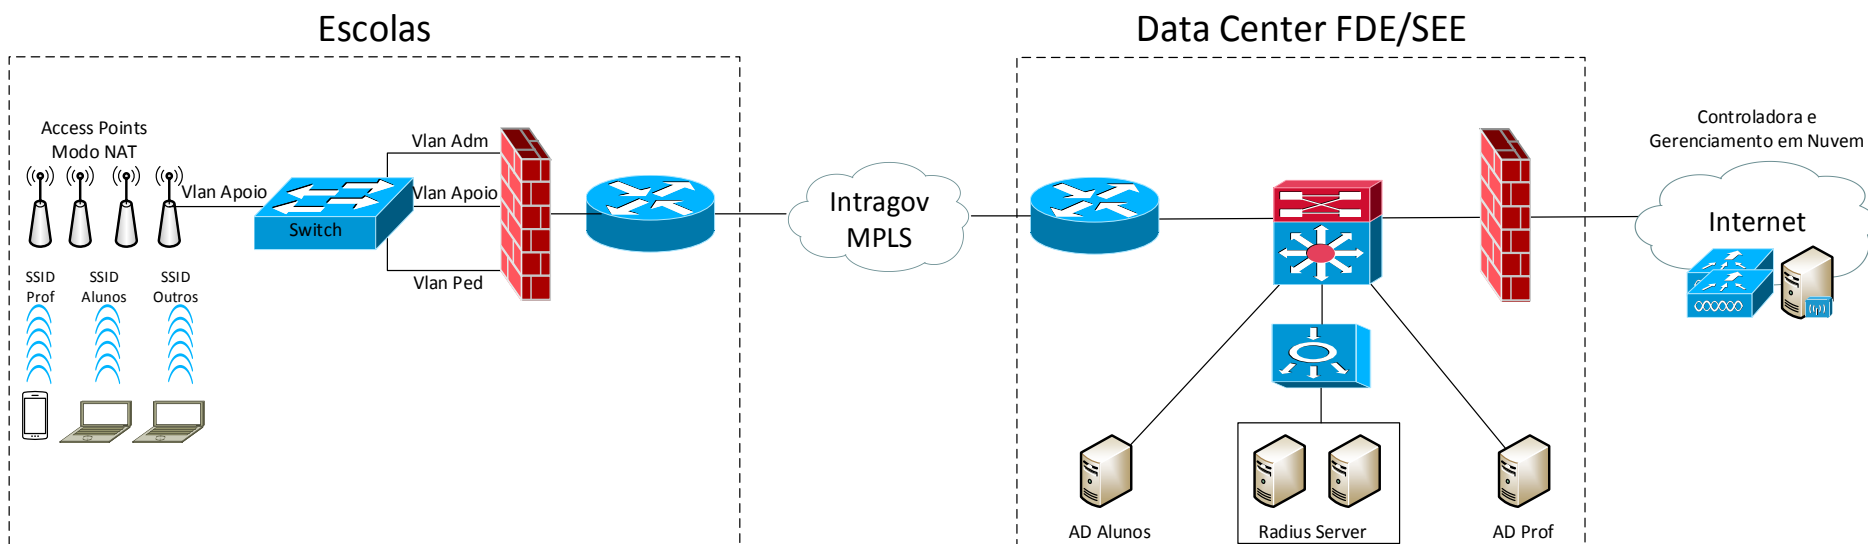 Escolas
Data Center FDE/SEE
Access Points
Modo NAT
Vlan Apoio
Switch
Vlan Adm
Vlan Apoio
Vlan Ped
SSID
Prof
SSID
Alunos
SSID
Outros
Intragov
MPLS
AD Alunos
Radius Server
AD Prof
Controladora e
Gerenciamento em Nuvem
Internet